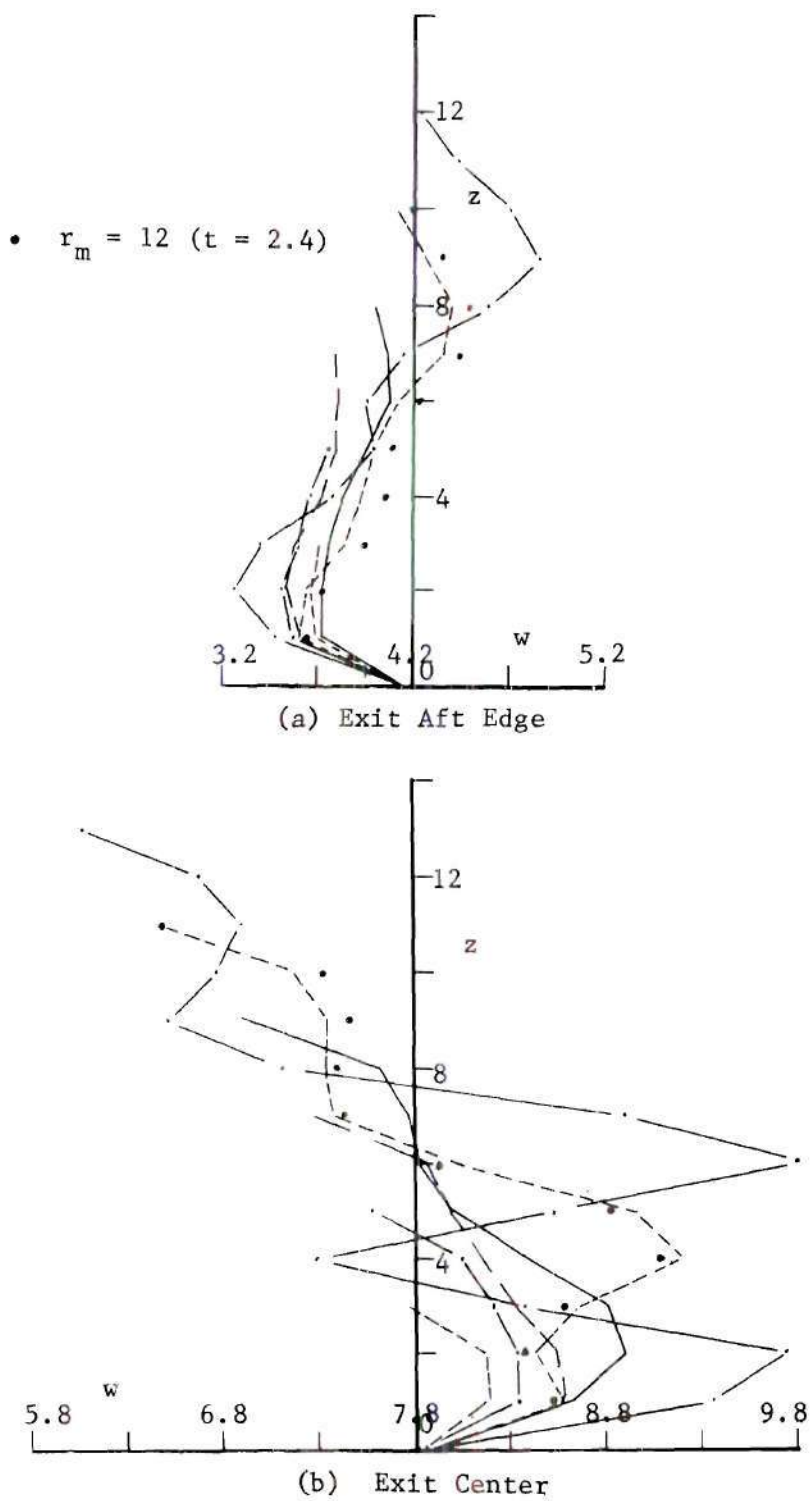 12
z
• r_m = 12 (t = 2.4)
8
4
w
3.2 4.2 5.2
0
(a) Exit Aft Edge
12
z
8
4
w
0
5.8 6.8 7.8 8.8 9.8
(b) Exit Center